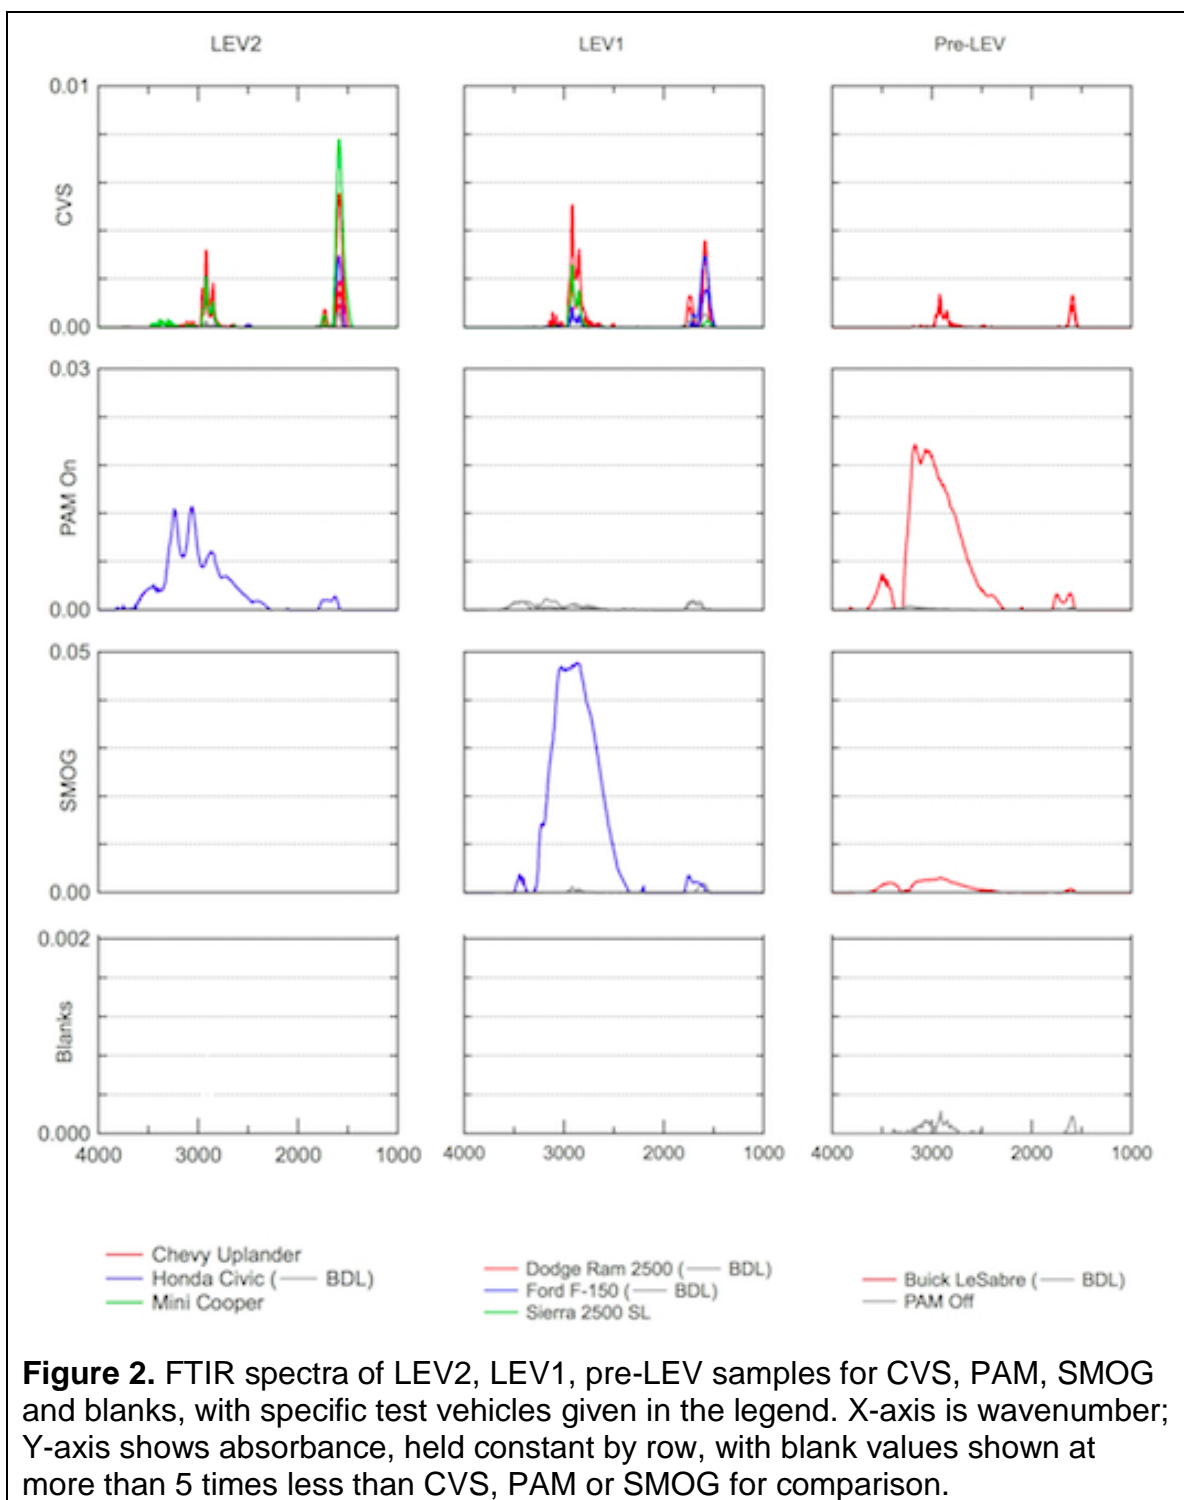 LEV2 LEV1 Pre-LEV
0.01
CVS
0.00
0.03
PAM On
0.00
0.05
SMOG
0.00
0.002
Blanks
0.000
4000 3000 2000 1000 4000 3000 2000 1000 4000 3000 2000 1000
Chevy Uplander
Honda Civic ( BDL)
Mini Cooper
Dodge Ram 2500 ( BDL)
Ford F-150 ( BDL)
Sierra 2500 SL
Buick LeSabre ( BDL)
PAM Off
Figure 2. FTIR spectra of LEV2, LEV1, pre-LEV samples for CVS, PAM, SMOG
and blanks, with specific test vehicles given in the legend. X-axis is wavenumber;
Y-axis shows absorbance, held constant by row, with blank values shown at
more than 5 times less than CVS, PAM or SMOG for comparison.